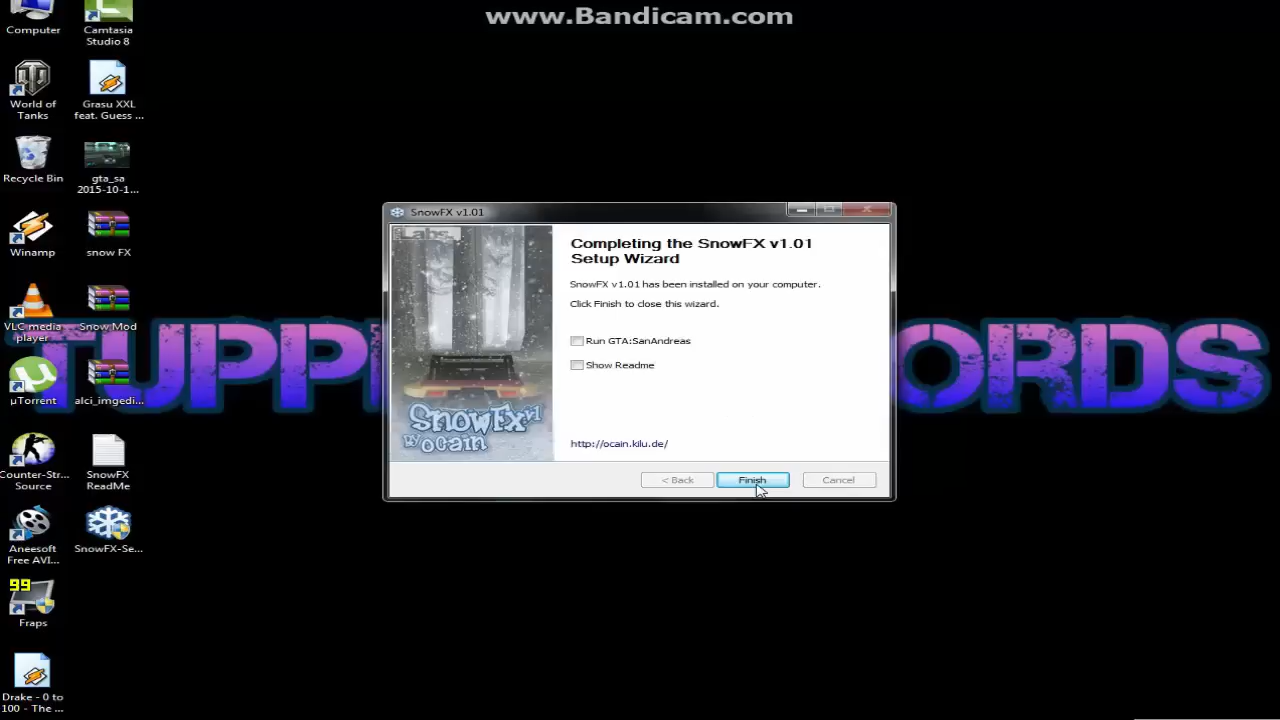 www.Bandicam.com
Computer
Camtasia
Studio 8
World of
Tanks
Grasu XXL
feat. Guess ...
Recycle Bin
gta_sa
2015-10-1...
Winamp
snow FX
VLC media
player
Snow Mod
µTorrent
alci_imgedi...
Counter-Str...
Source
SnowFX
ReadMe
Aneesoft
Free AVI...
SnowFX-Se...
99
Fraps
Drake - 0 to
100 - The ...
TUPP
ORDS
SnowFX v1.01
Labs
SnowFX v1
By Ocain
Completing the SnowFX v1.01
Setup Wizard
SnowFX v1.01 has been installed on your computer.
Click Finish to close this wizard.
Run GTA:SanAndreas
Show Readme
http://ocain.kilu.de/
< Back
Finish
Cancel